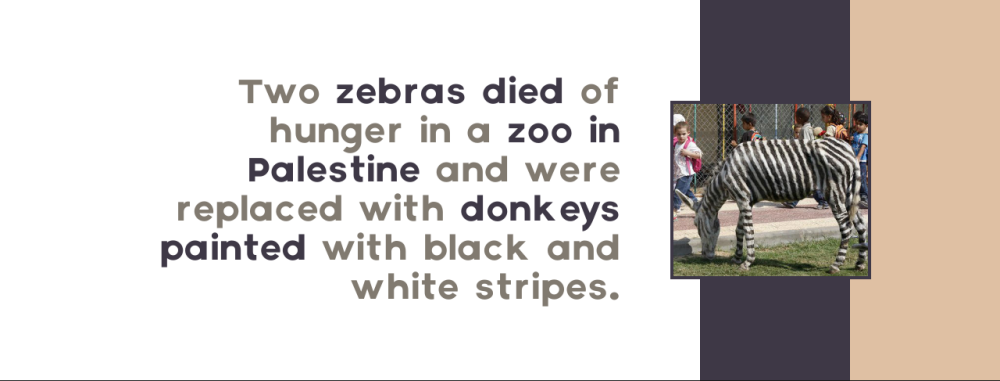 Two zebras died of
hunger in a zoo in
Palestine and were
replaced with donkeys
painted with black and
white stripes.